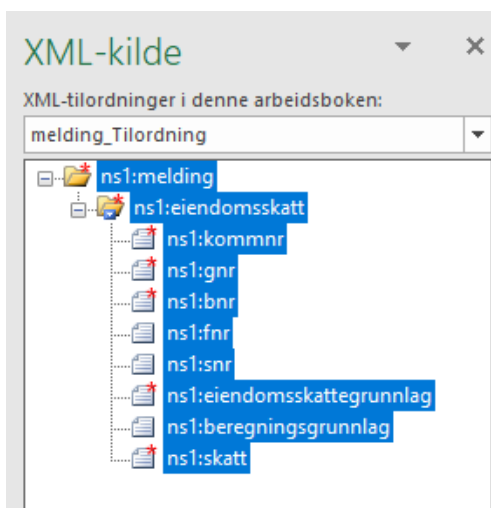 XML-kilde
XML-tilordninger i denne arbeidsboken:
melding_Tilordning
ns1:melding
ns1:eiendomsskatt
ns1:kommnr
ns1:gnr
ns1:bnr
ns1:fnr
ns1:snr
ns1:eiendomsskattegrunnlag
ns1:beregningsgrunnlag
ns1:skatt